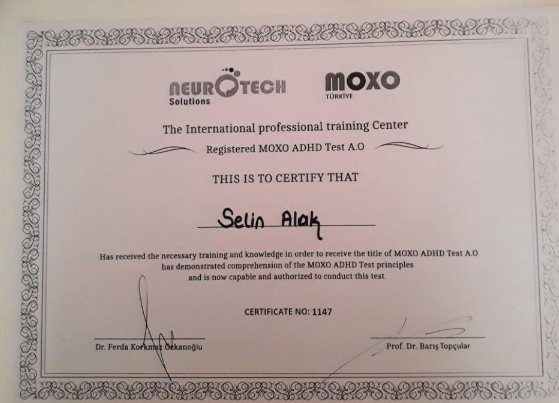 NEUROTECH
Solutions
MOXO
TÜRKİYE
The International professional training Center
Registered MOXO ADHD Test A.O
THIS IS TO CERTIFY THAT
Selin Alak
Has received the necessary training and knowledge in order to receive the title of MOXO ADHD Test A.O
has demonstrated comprehension of the MOXO ADHD Test principles
and is now capable and authorized to conduct this test.
CERTIFICATE NO: 1147
Dr. Ferda Korkmaz Özkanoğlu
Prof. Dr. Barış Topçular